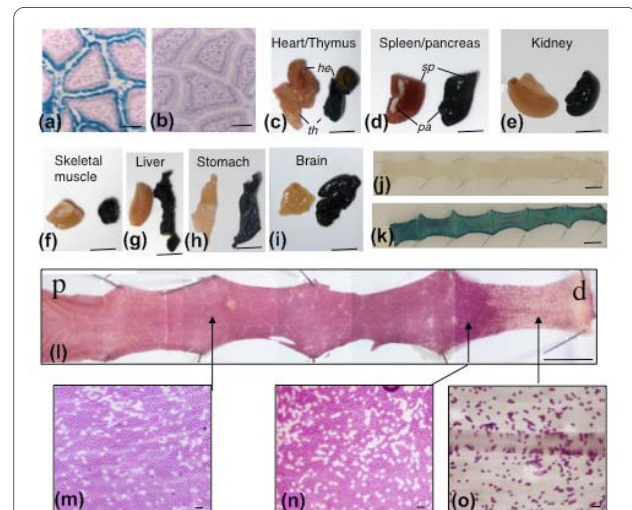 Heart/Thymus
Spleen/pancreas
Kidney
he
sp
th
pa
(a)
(b)
(c)
(d)
(e)
Skeletal
muscle
Liver
Stomach
Brain
(f)
(g)
(h)
(i)
(j)
(k)
p
d
(l)
(m)
(n)
(o)